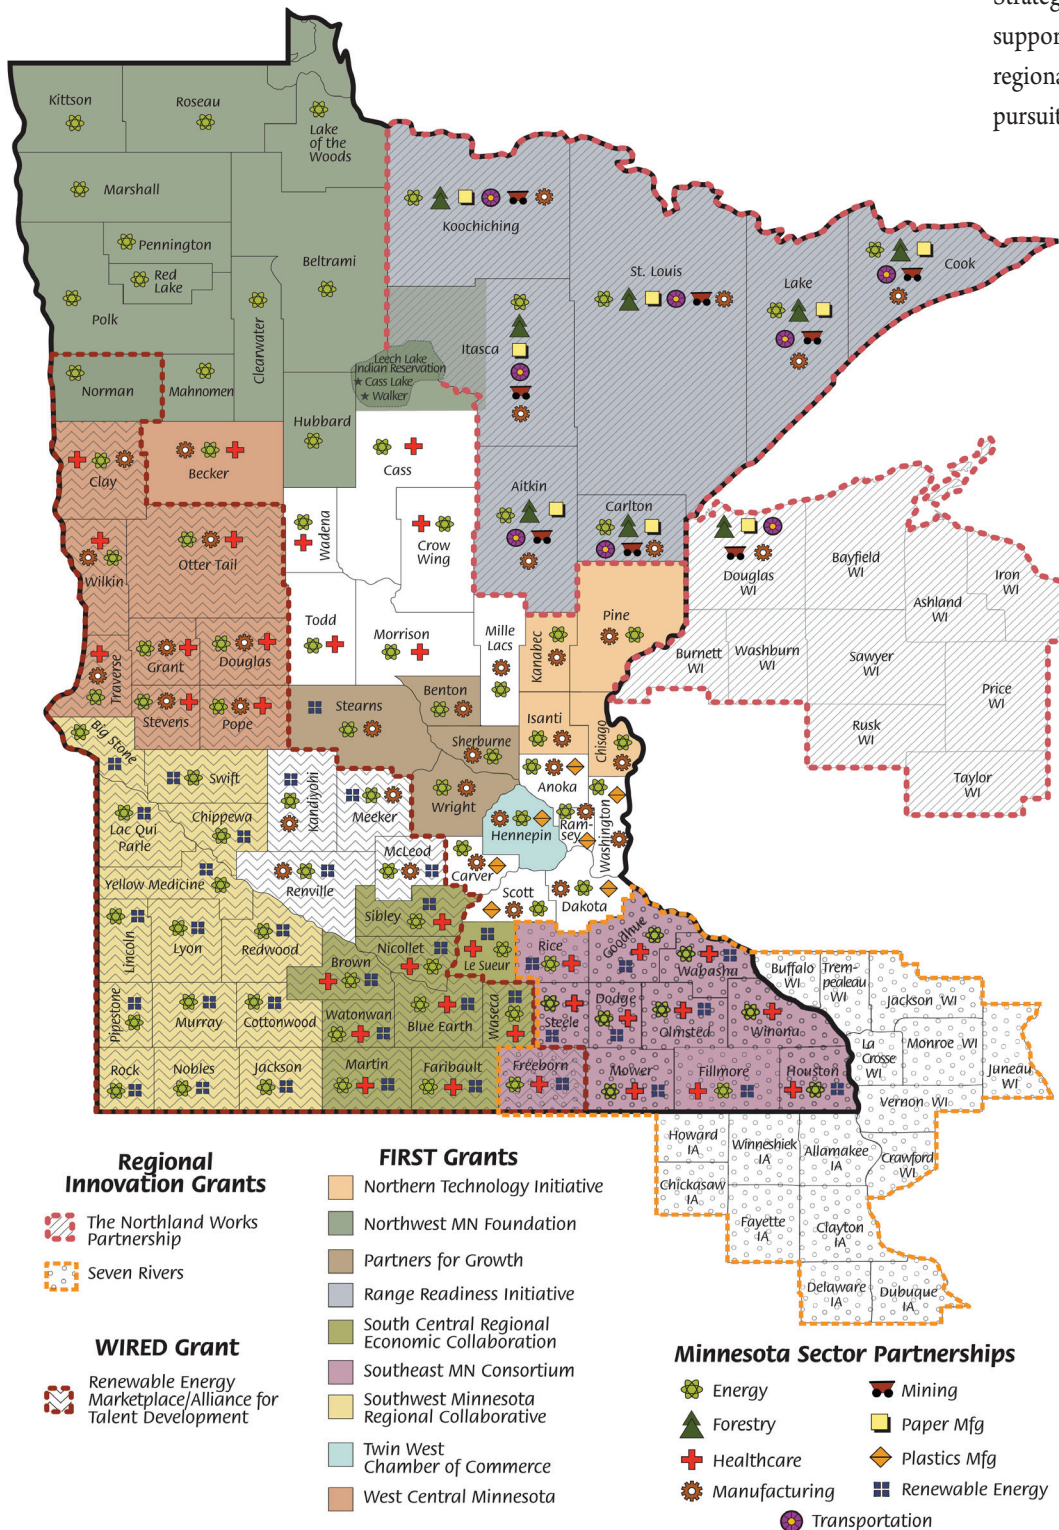 Strateg
suppor
regiona
pursuit
Kittson
Roseau
Lake
of the
Woods
Marshall
Pennington
Red
Lake
Polk
Beltrami
Clearwater
Koochiching
St. Louis
Lake
Cook
Itasca
Leech Lake
Indian Reservation
Cass Lake
Walker
Norman
Mahnomen
Hubbard
Clay
Becker
Cass
Wadena
Crow
Wing
Aitkin
Carlton
Wilkin
Otter Tail
Douglas
WI
Bayfield
WI
Iron
WI
Ashland
WI
Todd
Morrison
Mille
Lacs
Kanabec
Pine
Burnett
WI
Washburn
WI
Sawyer
WI
Price
WI
Rusk
WI
Taylor
WI
Traverse
Grant
Douglas
Stevens
Pope
Stearns
Benton
Isanti
Chisago
Sherburne
Big Stone
Swift
Kandiyohi
Meeker
Wright
Anoka
Hennepin
Ram-
sey
Washington
Lac Qui
Parle
Chippewa
McLeod
Carver
Scott
Dakota
Yellow Medicine
Renville
Sibley
Lincoln
Lyon
Redwood
Brown
Nicollet
Le Sueur
Rice
Goodhue
Wabasha
Buffalo
WI
Trem-
pealeau
WI
Jackson WI
Pipestone
Murray
Cottonwood
Watonwan
Blue Earth
Waseca
Steele
Dodge
Olmsted
Winona
La
Crosse
WI
Monroe WI
Juneau
WI
Rock
Nobles
Jackson
Martin
Faribault
Freeborn
Mower
Fillmore
Houston
Vernon WI
Howard
IA
Winneshiek
IA
Allamakee
IA
Crawford
WI
Chickasaw
IA
Fayette
IA
Clayton
IA
Delaware
IA
Dubuque
IA
Regional
Innovation Grants
The Northland Works
Partnership
Seven Rivers
WIRED Grant
Renewable Energy
Marketplace/Alliance for
Talent Development
FIRST Grants
Northern Technology Initiative
Northwest MN Foundation
Partners for Growth
Range Readiness Initiative
South Central Regional
Economic Collaboration
Southeast MN Consortium
Southwest Minnesota
Regional Collaborative
Twin West
Chamber of Commerce
West Central Minnesota
Minnesota Sector Partnerships
Energy
Forestry
Healthcare
Manufacturing
Mining
Paper Mfg
Plastics Mfg
Renewable Energy
Transportation